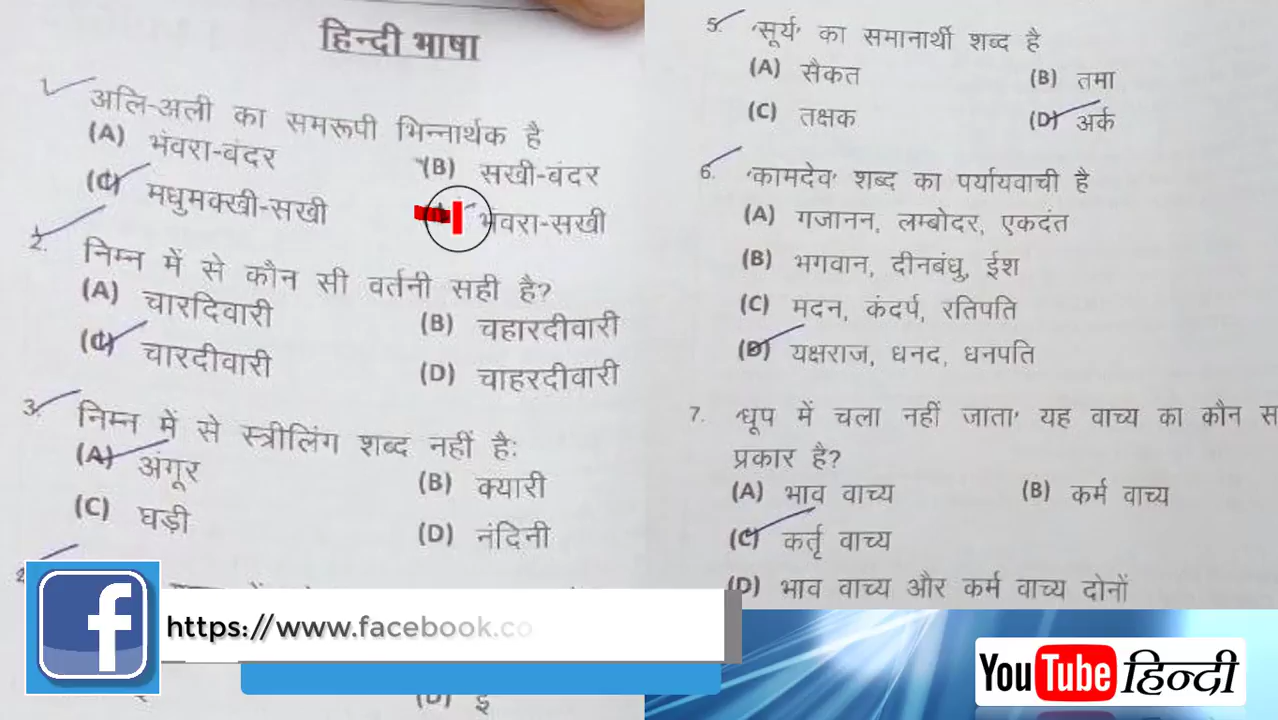 हिन्दी भाषा
1. अलि-अली का समरूपी भिन्नार्थक है
(A) भंवरा-बंदर
(B) सखी-बंदर
(C) मधुमक्खी-सखी
भंवरा-सखी
2. निम्न में से कौन सी वर्तनी सही है?
(A) चारदिवारी
(B) चहारदीवारी
(C) चारदीवारी
(D) चाहरदीवारी
3. निम्न में से स्त्रीलिंग शब्द नहीं हैः
(A) अंगूर
(B) क्यारी
(C) घड़ी
(D) नंदिनी
(D) इ
https://www.facebook.co
5. 'सूर्य' का समानार्थी शब्द है
(A) सैकत
(B) तमा
(C) तक्षक
(D) अर्क
6. 'कामदेव' शब्द का पर्यायवाची है
(A) गजानन, लम्बोदर, एकदंत
(B) भगवान, दीनबंधु, ईश
(C) मदन, कंदर्प, रतिपति
(D) यक्षराज, धनद, धनपति
7. 'धूप में चला नहीं जाता' यह वाच्य का कौन स
प्रकार है?
(A) भाव वाच्य
(B) कर्म वाच्य
(C) कर्तृ वाच्य
(D) भाव वाच्य और कर्म वाच्य दोनों
YouTube हिन्दी